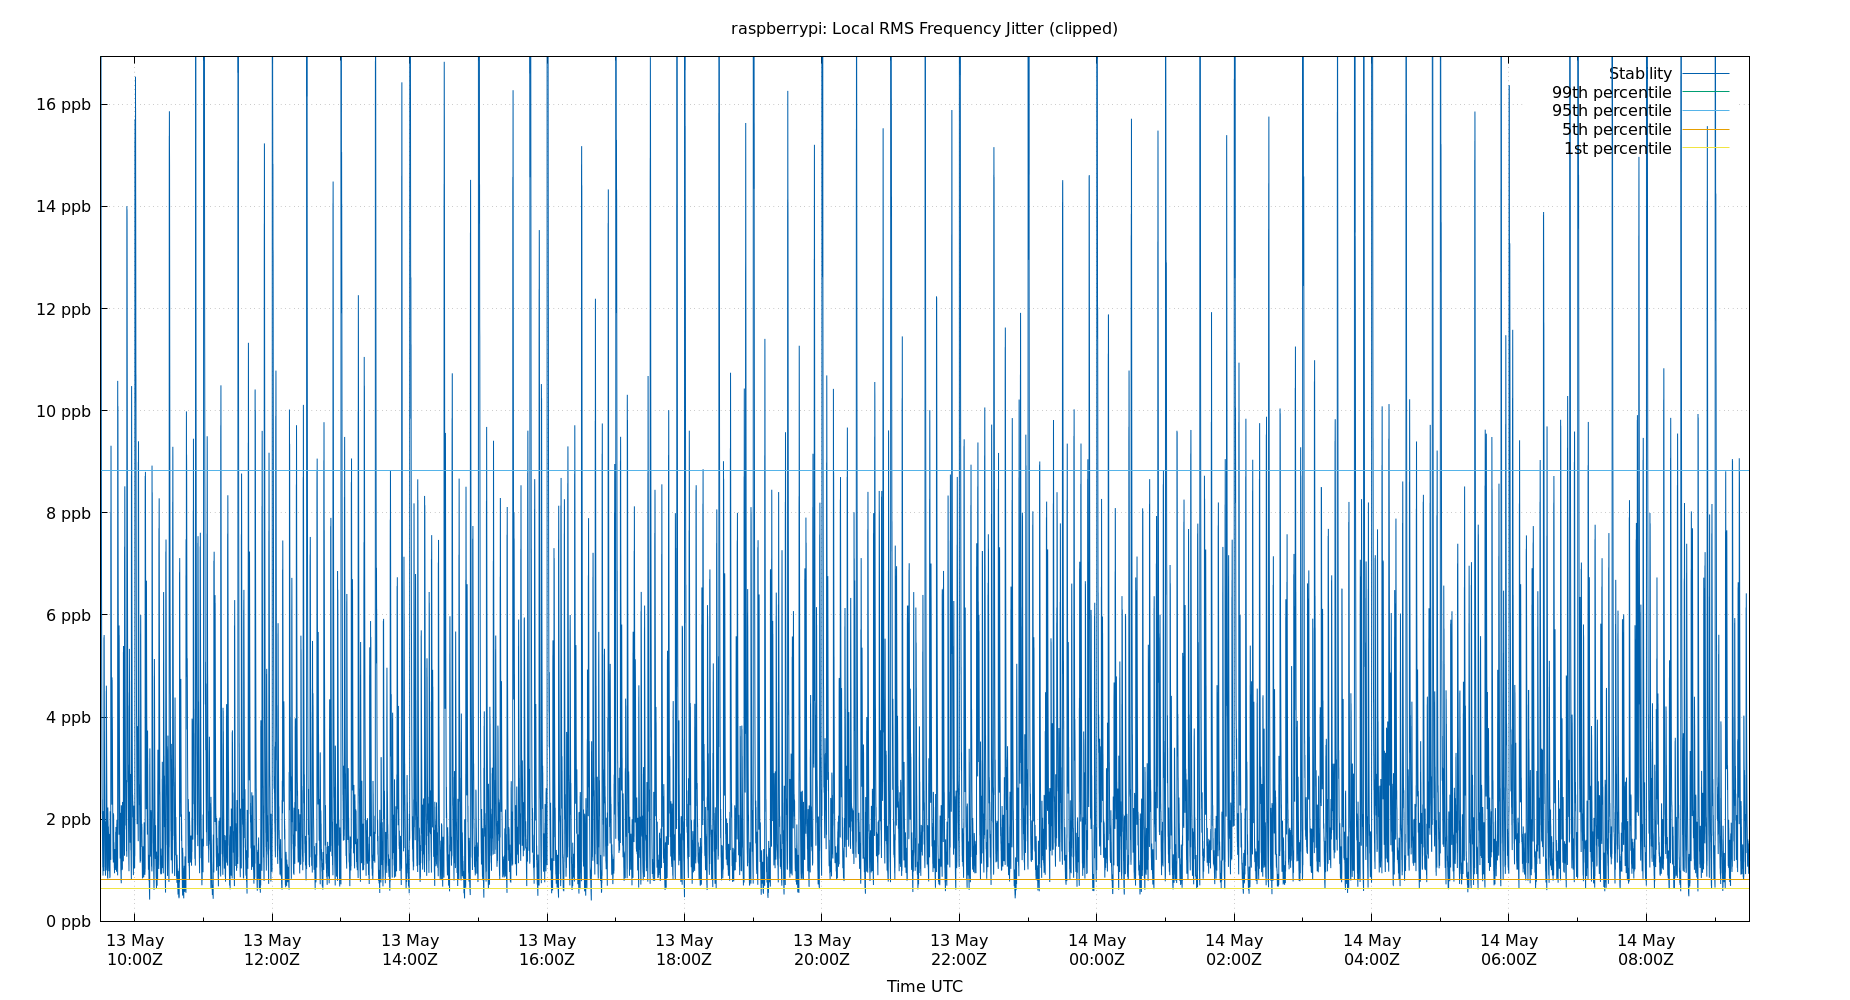 raspberrypi: Local RMS Frequency Jitter (clipped)
Stability
99th percentile
95th percentile
5th percentile
1st percentile
16 ppb
14 ppb
12 ppb
10 ppb
8 ppb
6 ppb
4 ppb
2 ppb
0 ppb
13 May 13 May 13 May 13 May 13 May 13 May 13 May 14 May 14 May 14 May 14 May 14 May
10:00Z 12:00Z 14:00Z 16:00Z 18:00Z 20:00Z 22:00Z 00:00Z 02:00Z 04:00Z 06:00Z 08:00Z
Time UTC